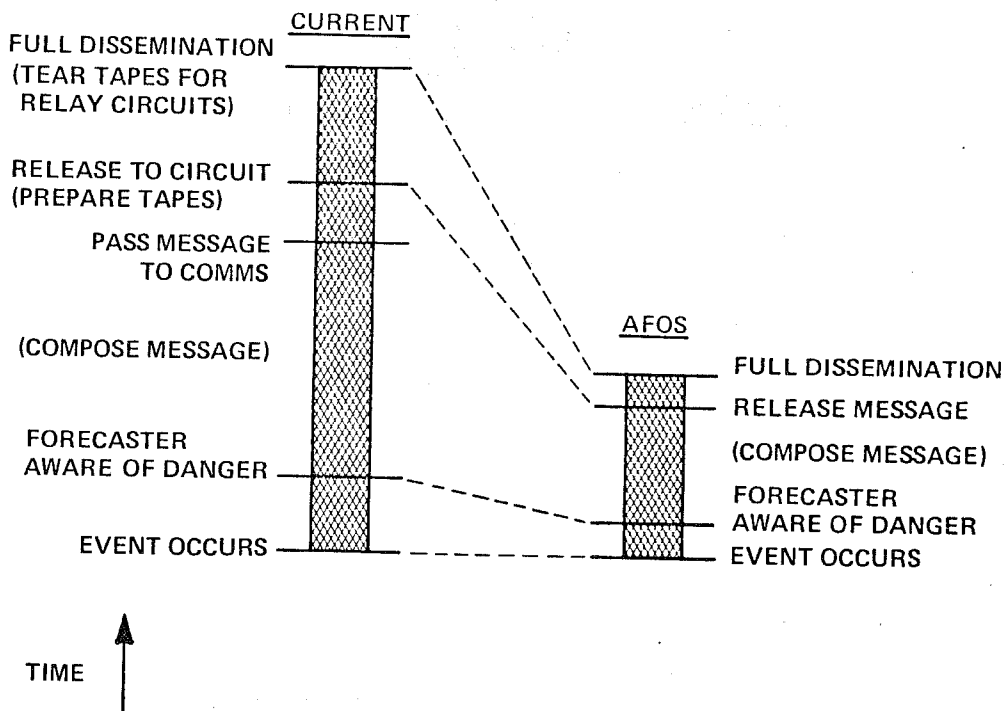 CURRENT
FULL DISSEMINATION
(TEAR TAPES FOR
RELAY CIRCUITS)
RELEASE TO CIRCUIT
(PREPARE TAPES)
PASS MESSAGE
TO COMMS
(COMPOSE MESSAGE)
FORECASTER
AWARE OF DANGER
EVENT OCCURS
AFOS
FULL DISSEMINATION
RELEASE MESSAGE
(COMPOSE MESSAGE)
FORECASTER
AWARE OF DANGER
EVENT OCCURS
TIME